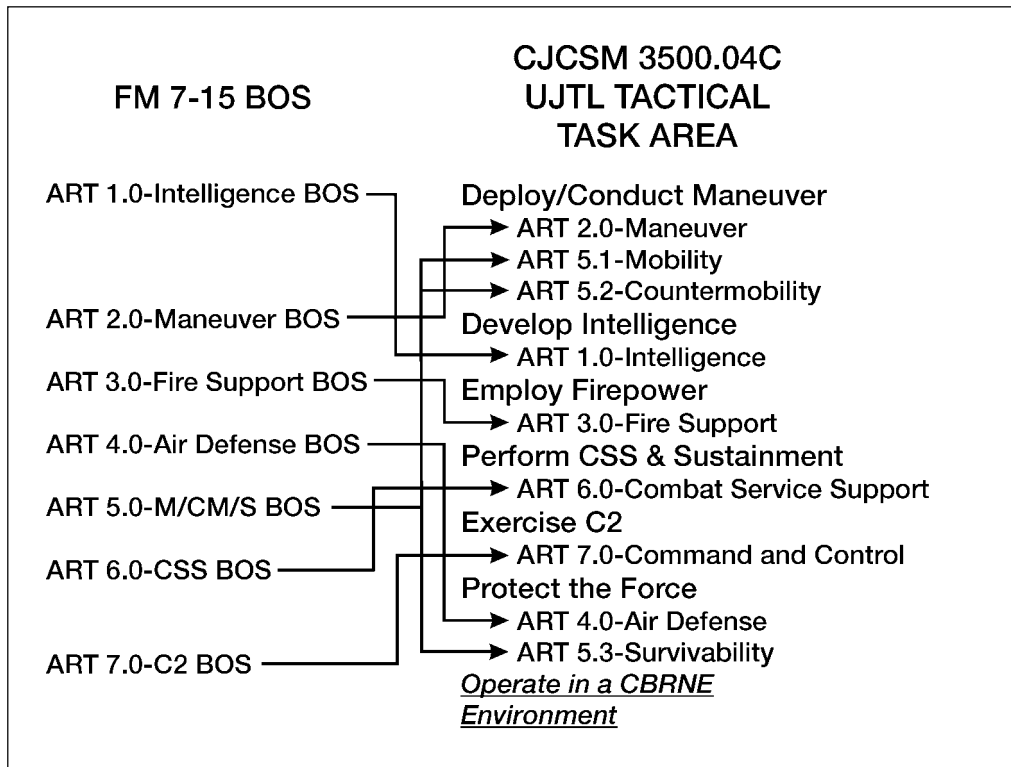 FM 7-15 BOS
ART 1.0-Intelligence BOS
ART 2.0-Maneuver BOS
ART 3.0-Fire Support BOS
ART 4.0-Air Defense BOS
ART 5.0-M/CM/S BOS
ART 6.0-CSS BOS
ART 7.0-C2 BOS
CJCSM 3500.04C
UJTL TACTICAL
TASK AREA
Deploy/Conduct Maneuver
ART 2.0-Maneuver
ART 5.1-Mobility
ART 5.2-Countermobility
Develop Intelligence
ART 1.0-Intelligence
Employ Firepower
ART 3.0-Fire Support
Perform CSS & Sustainment
ART 6.0-Combat Service Support
Exercise C2
ART 7.0-Command and Control
Protect the Force
ART 4.0-Air Defense
ART 5.3-Survivability
Operate in a CBRNE
Environment